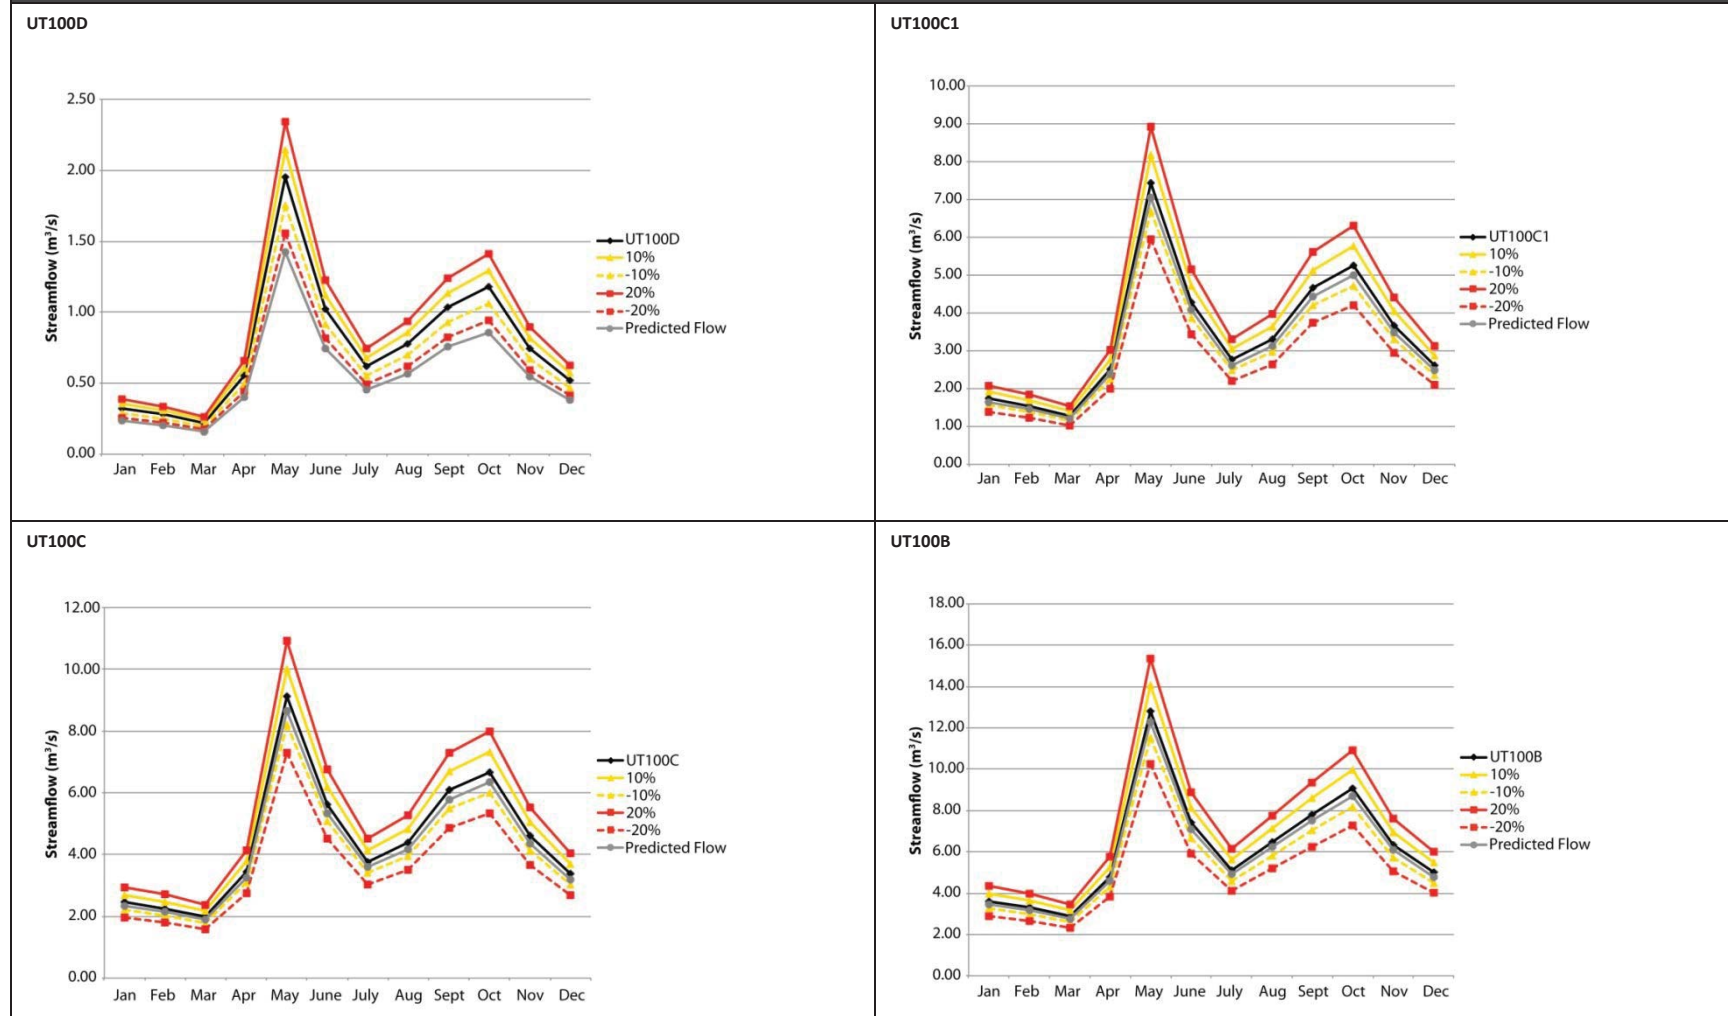 UT100D
2.50
2.00
1.50
1.00
0.50
0.00
Streamflow (m³/s)
Jan Feb Mar Apr May June July Aug Sept Oct Nov Dec
UT100D
10%
-10%
20%
-20%
Predicted Flow
UT100C1
10.00
9.00
8.00
7.00
6.00
5.00
4.00
3.00
2.00
1.00
0.00
Streamflow (m³/s)
Jan Feb Mar Apr May June July Aug Sept Oct Nov Dec
UT100C1
10%
-10%
20%
-20%
Predicted Flow
UT100C
12.00
10.00
8.00
6.00
4.00
2.00
0.00
Streamflow (m³/s)
Jan Feb Mar Apr May June July Aug Sept Oct Nov Dec
UT100C
10%
-10%
20%
-20%
Predicted Flow
UT100B
18.00
16.00
14.00
12.00
10.00
8.00
6.00
4.00
2.00
0.00
Streamflow (m³/s)
Jan Feb Mar Apr May June July Aug Sept Oct Nov Dec
UT100B
10%
-10%
20%
-20%
Predicted Flow